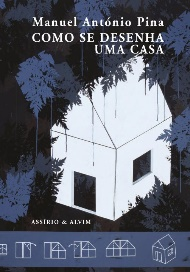 Manuel António Pina
COMO SE DESENHA
UMA CASA
ASSÍRIO & ALVIM